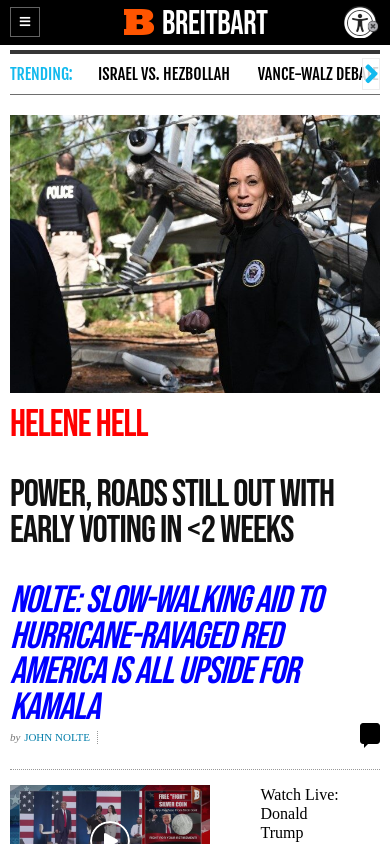 BREITBART
TRENDING: ISRAEL VS. HEZBOLLAH VANCE-WALZ DEBA
POLICE
HELENE HELL
POWER, ROADS STILL OUT WITH
EARLY VOTING IN <2 WEEKS
NOLTE: SLOW-WALKING AID TO
HURRICANE-RAVAGED RED
AMERICA IS ALL UPSIDE FOR
KAMALA
by JOHN NOLTE
FREE "FIGHT"
SILVER COIN
Watch Live:
Donald
Trump